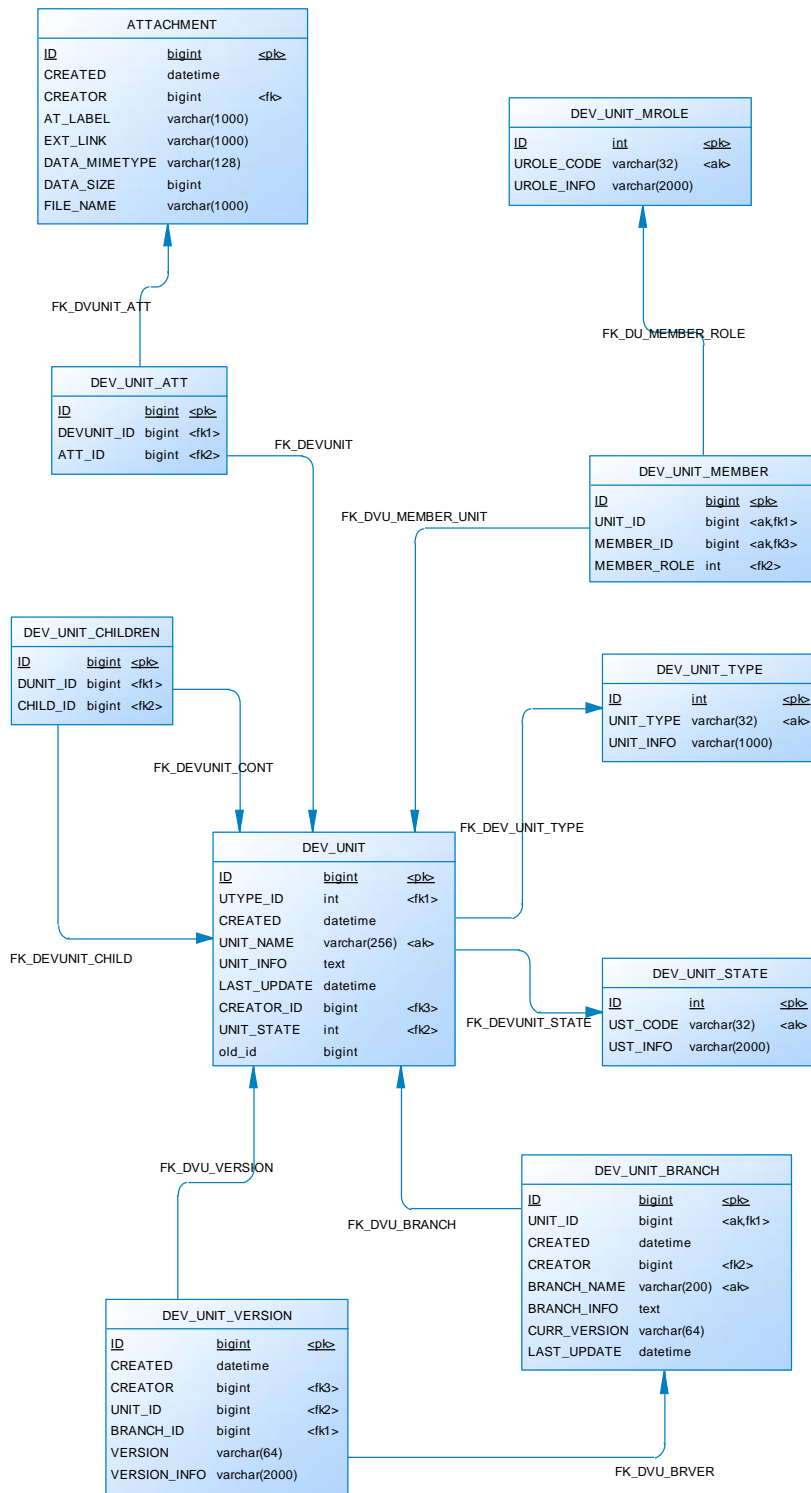 ATTACHMENT
ID bigint <pk>
CREATED datetime
CREATOR bigint <fk>
AT_LABEL varchar(1000)
EXT_LINK varchar(1000)
DATA_MIMETYPE varchar(128)
DATA_SIZE bigint
FILE_NAME varchar(1000)
DEV_UNIT_MROLE
ID int <pk>
UROLE_CODE varchar(32) <ak>
UROLE_INFO varchar(2000)
FK_DVUNIT_ATT
FK_DU_MEMBER_ROLE
DEV_UNIT_ATT
ID bigint <pk>
DEVUNIT_ID bigint <fk1>
ATT_ID bigint <fk2>
FK_DEVUNIT
DEV_UNIT_MEMBER
ID bigint <pk>
UNIT_ID bigint <ak,fk1>
MEMBER_ID bigint <ak,fk3>
MEMBER_ROLE int <fk2>
FK_DVU_MEMBER_UNIT
DEV_UNIT_CHILDREN
ID bigint <pk>
DUNIT_ID bigint <fk1>
CHILD_ID bigint <fk2>
DEV_UNIT_TYPE
ID int <pk>
UNIT_TYPE varchar(32) <ak>
UNIT_INFO varchar(1000)
FK_DEVUNIT_CONT
FK_DEV_UNIT_TYPE
DEV_UNIT
ID bigint <pk>
UTYPE_ID int <fk1>
CREATED datetime
UNIT_NAME varchar(256) <ak>
UNIT_INFO text
LAST_UPDATE datetime
CREATOR_ID bigint <fk3>
UNIT_STATE int <fk2>
old_id bigint
FK_DEVUNIT_CHILD
DEV_UNIT_STATE
ID int <pk>
UST_CODE varchar(32) <ak>
UST_INFO varchar(2000)
FK_DEVUNIT_STATE
FK_DVU_VERSION
FK_DVU_BRANCH
DEV_UNIT_BRANCH
ID bigint <pk>
UNIT_ID bigint <ak,fk1>
CREATED datetime
CREATOR bigint <fk2>
BRANCH_NAME varchar(200) <ak>
BRANCH_INFO text
CURR_VERSION varchar(64)
LAST_UPDATE datetime
DEV_UNIT_VERSION
ID bigint <pk>
CREATED datetime
CREATOR bigint <fk3>
UNIT_ID bigint <fk2>
BRANCH_ID bigint <fk1>
VERSION varchar(64)
VERSION_INFO varchar(2000)
FK_DVU_BRVER